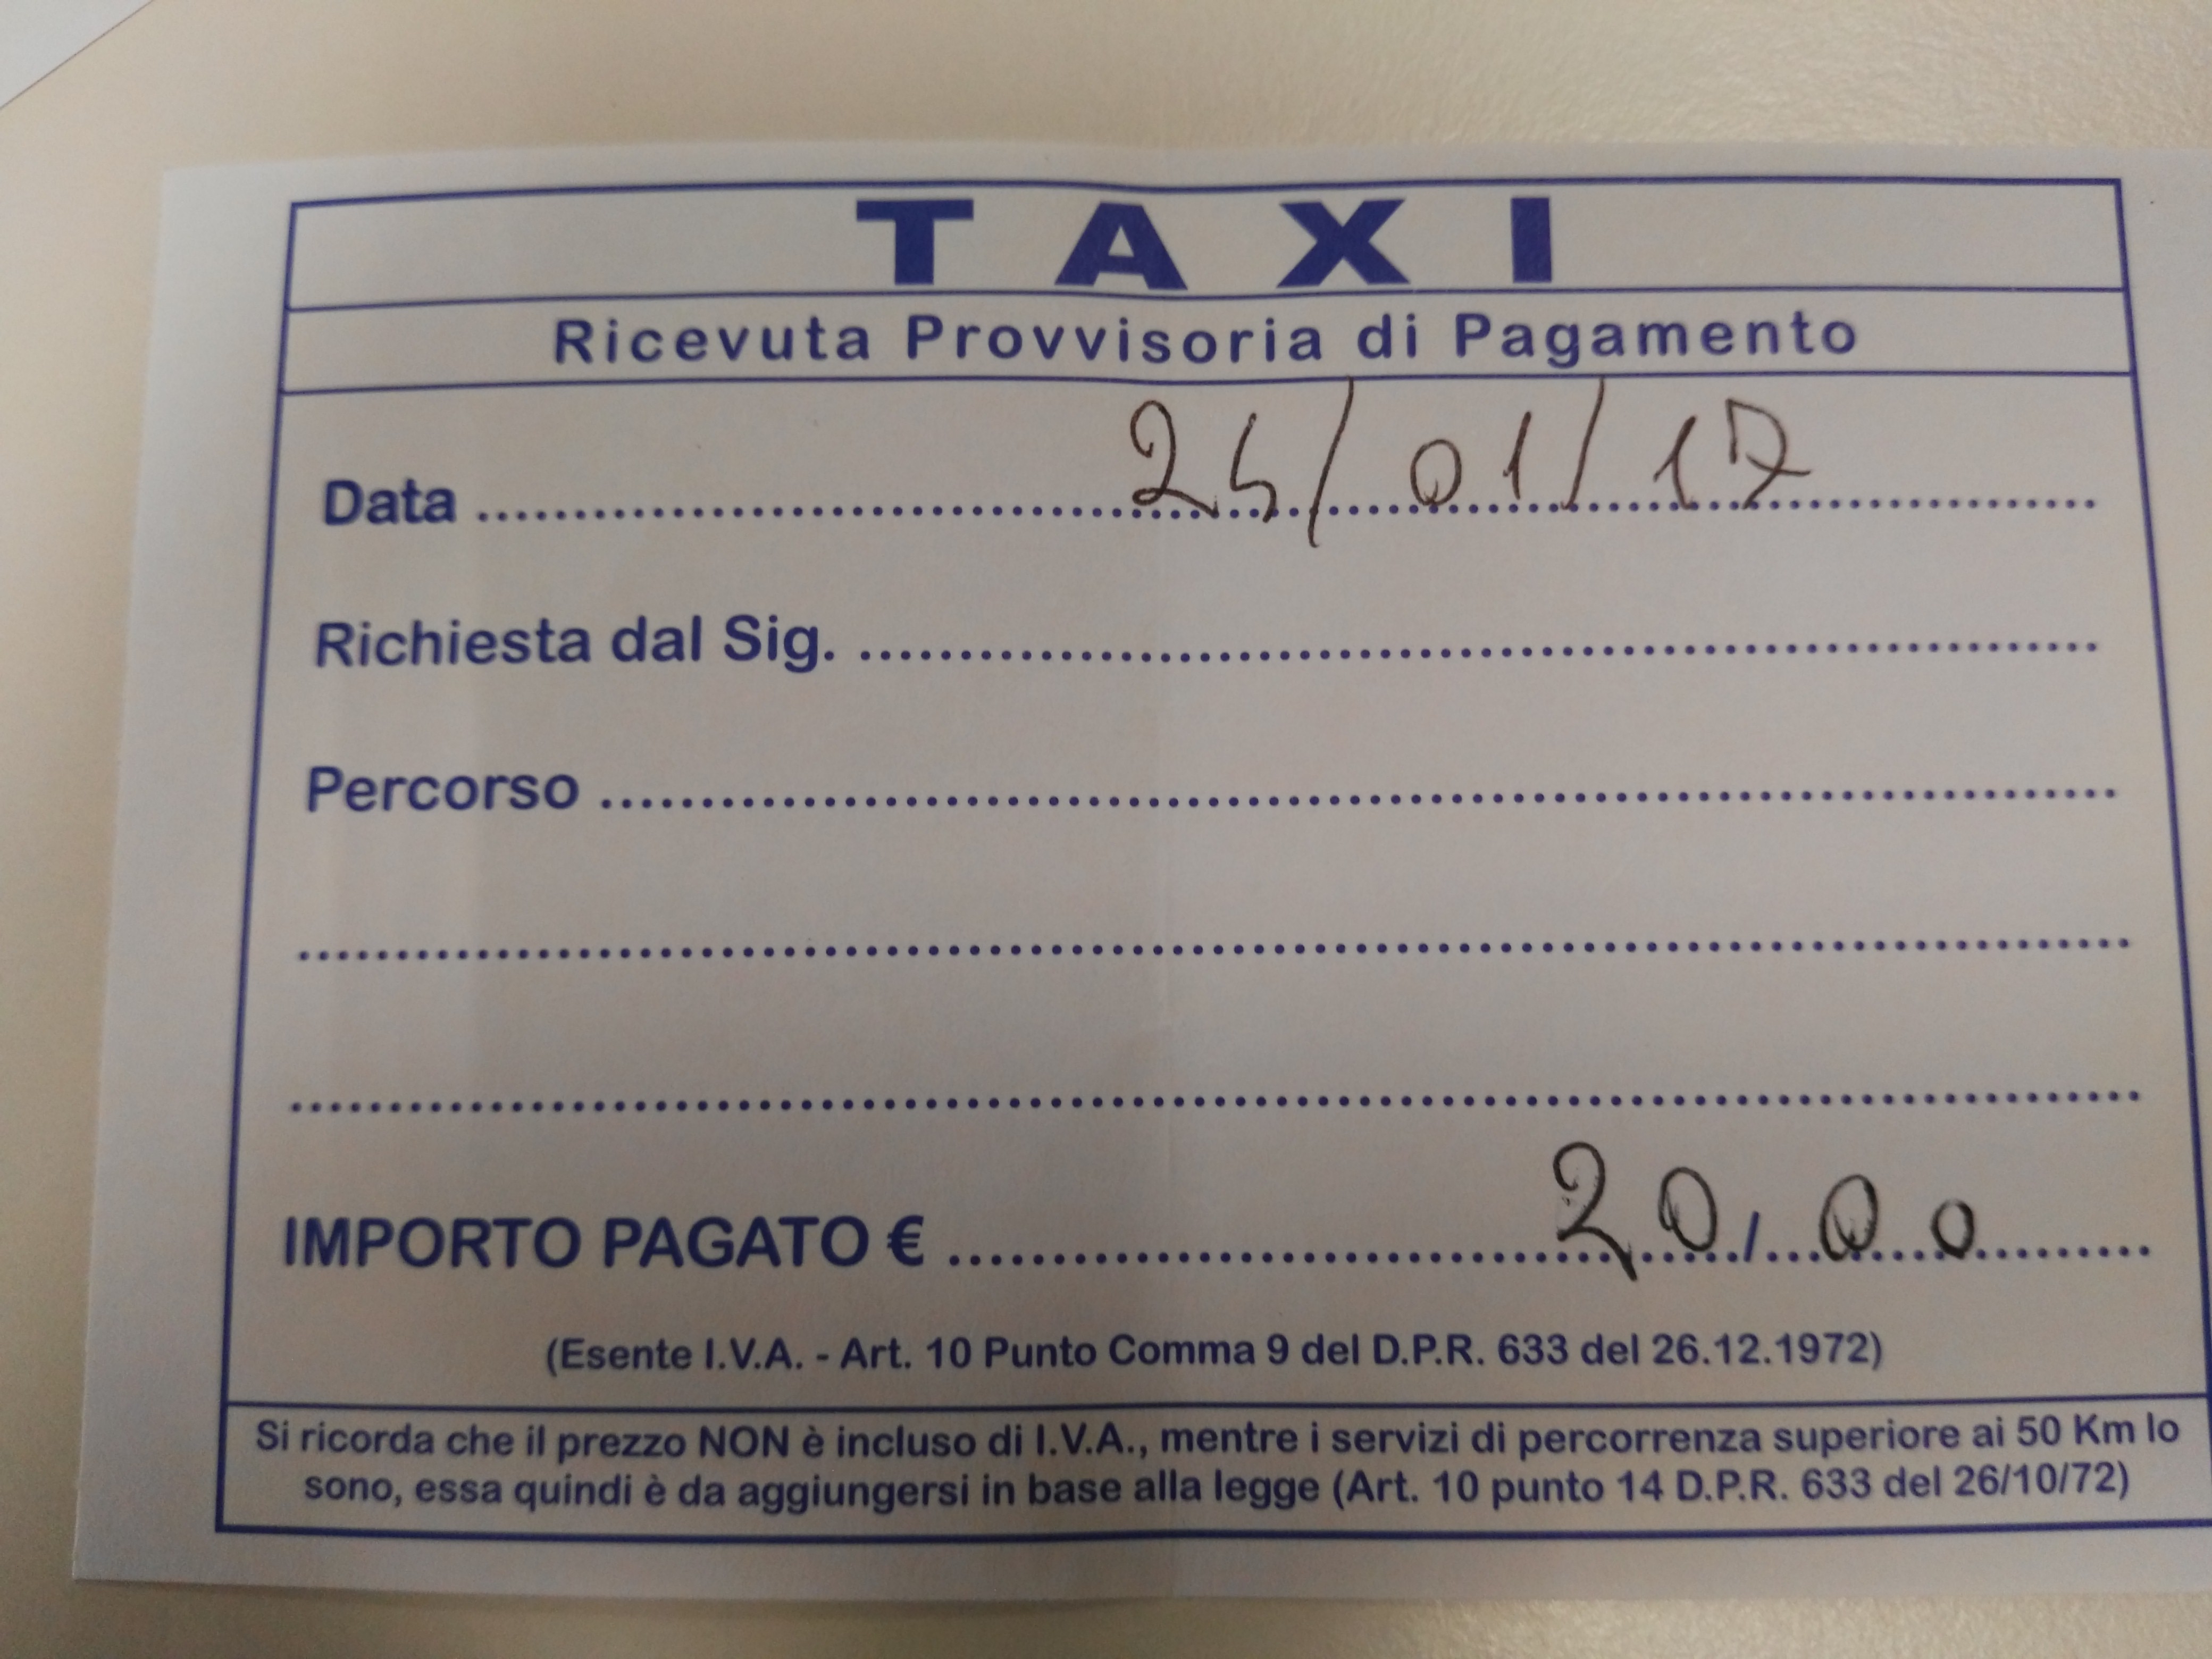 TAXI
Ricevuta Provvisoria di Pagamento
Data ........ 25/01/17 ........
Richiesta dal Sig. ........
Percorso ........
IMPORTO PAGATO € ........ 20,00 ........
(Esente I.V.A. - Art. 10 Punto Comma 9 del D.P.R. 633 del 26.12.1972)
Si ricorda che il prezzo NON è incluso di I.V.A., mentre i servizi di percorrenza superiore ai 50 Km lo
sono, essa quindi è da aggiungersi in base alla legge (Art. 10 punto 14 D.P.R. 633 del 26/10/72)